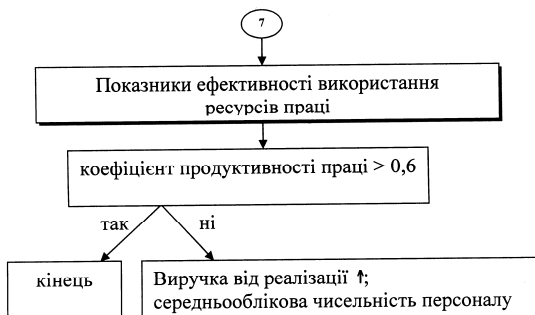 7
Показники ефективності використання
ресурсів праці
коефіцієнт продуктивності праці > 0,6
так
ні
кінець
Виручка від реалізації ↑;
середньооблікова чисельність персоналу